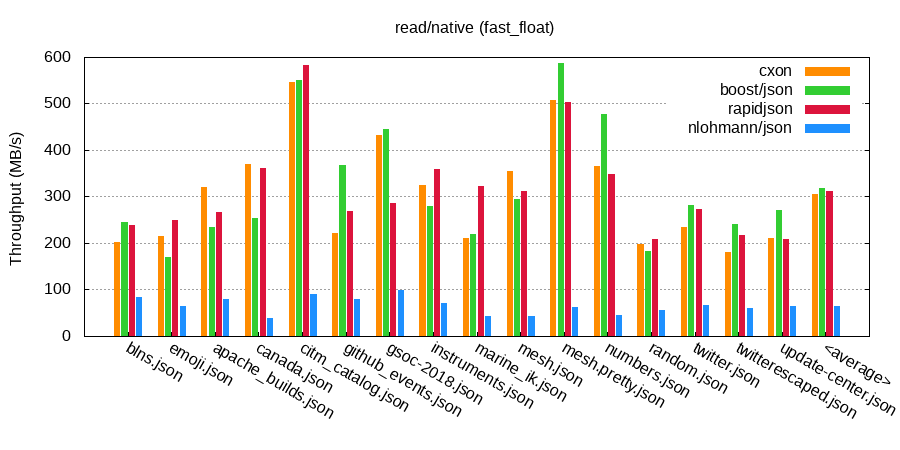 read/native (fast_float)
Throughput (MB/s)
600
500
400
300
200
100
0
cxon
boost/json
rapidjson
nlohmann/json
blns.json
emoji.json
apache_builds.json
canada.json
citm_catalog.json
github_events.json
gsoc-2018.json
instruments.json
marine_ik.json
mesh.json
mesh.pretty.json
numbers.json
random.json
twitter.json
twitterescaped.json
update-center.json
<average>